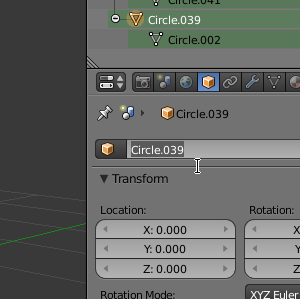 Circle.041
Circle.039
Circle.002
Circle.039
Circle.039
Transform
Location:
Rotation:
X: 0.000
X
Y: 0.000
Y:
Z: 0.000
Z:
Rotation Mode:
XYZ Euler